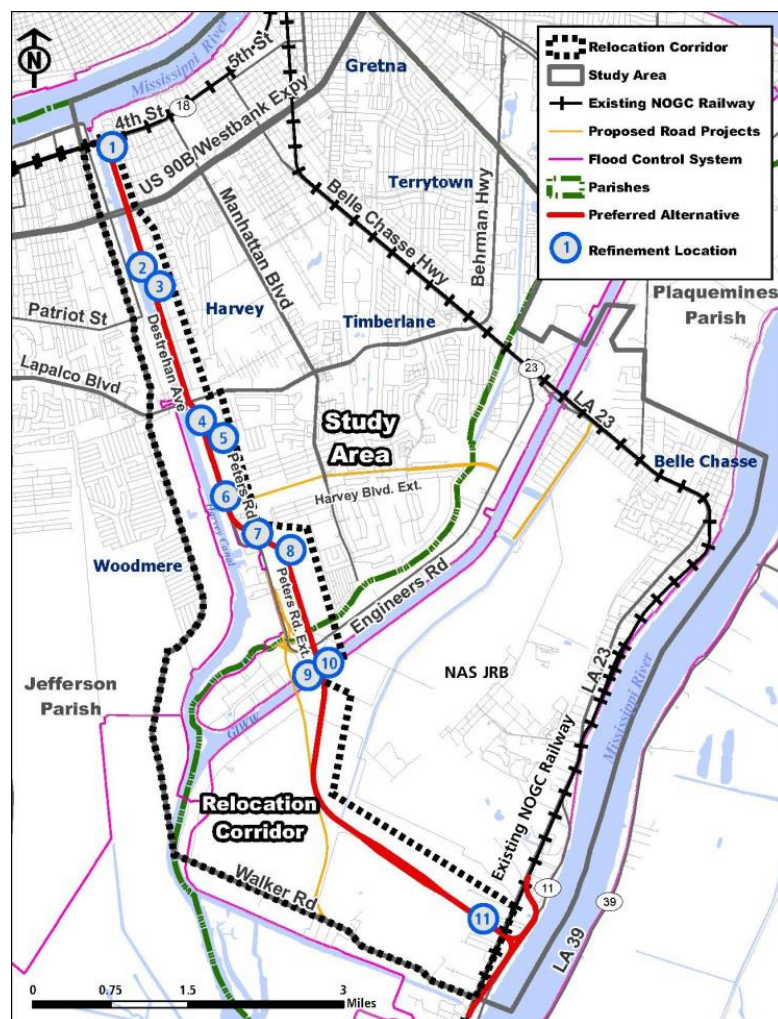 N
Mississippi River
5th St
4th St
18
Gretna
US 90B/Westbank Expy
Terrytown
Relocation Corridor
Study Area
Existing NOGC Railway
Proposed Road Projects
Flood Control System
Parishes
Preferred Alternative
1
Refinement Location
1
Belle Chasse Hwy
Behrman Hwy
Manhattan Blvd
2
3
Patriot St
Harvey
Destrehan Ave
Timberlane
Plaquemines
Parish
Lapalco Blvd
23
LA 23
4
5
Study
Area
Peters Rd
Belle Chasse
6
Harvey Blvd. Ext.
Harvey Canal
7
8
Woodmere
Peters Rd. Ext.
Engineers Rd
9
10
NAS JRB
LA 23
Mississippi River
Jefferson
Parish
GIWW
Existing NOGC Railway
Relocation
Corridor
Walker Rd
11
11
39
LA 39
0
0.75
1.5
3
Miles